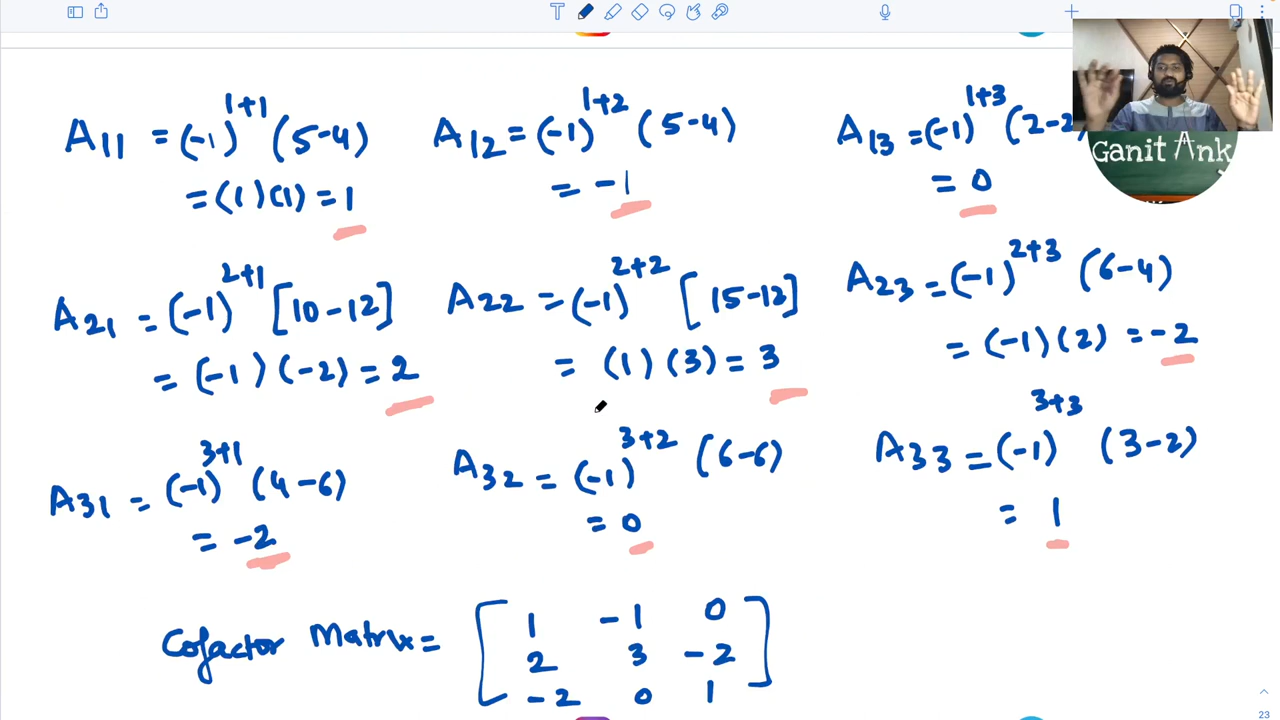 A11 = (-1)^1+1 (5-4)
= (1)(1) = 1
A12 = (-1)^1+2 (5-4)
= -1
A13 = (-1)^1+3 (2-2
= 0
Ganit Ank
A21 = (-1)^2+1 [10-12]
= (-1)(-2) = 2
A22 = (-1)^2+2 [15-12]
= (1)(3) = 3
A23 = (-1)^2+3 (6-4)
= (-1)(2) = -2
A31 = (-1)^3+1 (4-6)
= -2
A32 = (-1)^3+2 (6-6)
= 0
A33 = (-1)^3+3 (3-2)
= 1
Cofactor Matrix =
1 -1 0
2 3 -2
-2 0 1
23